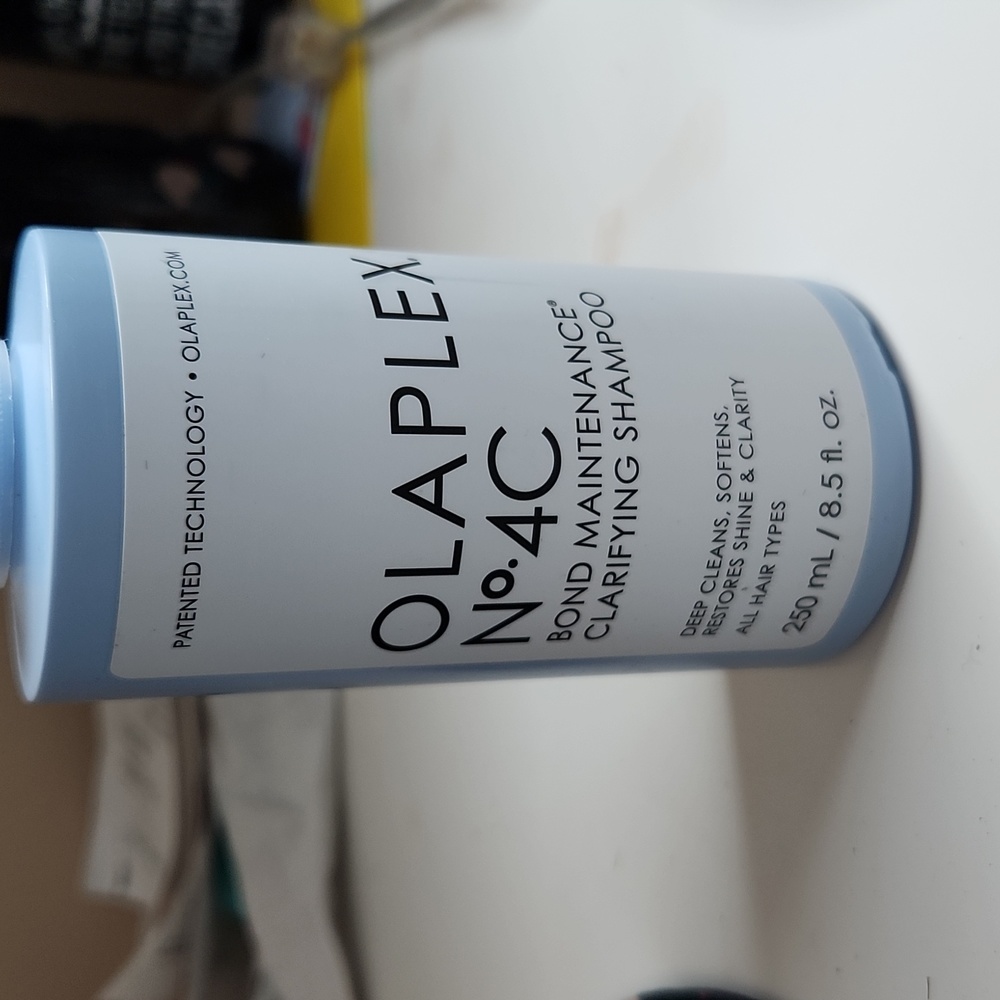 PATENTED TECHNOLOGY • OLAPLEX.COM
OLAPLEX.
Nº.4C
BOND MAINTENANCE®
CLARIFYING SHAMPOO
DEEP CLEANS, SOFTENS,
RESTORES SHINE & CLARITY
ALL HAIR TYPES
250 mL / 8.5 fl. oz.